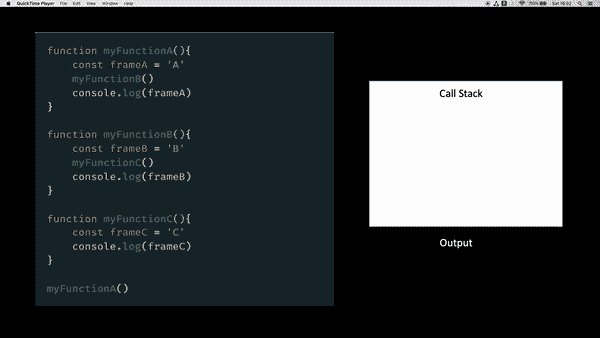 QuickTime Player File Edit View Window Help
Sat 16:52
function myFunctionA(){
const frameA = 'A'
myFunctionB()
console.log(frameA)
}
function myFunctionB(){
const frameB = 'B'
myFunctionC()
console.log(frameB)
}
function myFunctionC(){
const frameC = 'C'
console.log(frameC)
}
myFunctionA()
Call Stack
Output